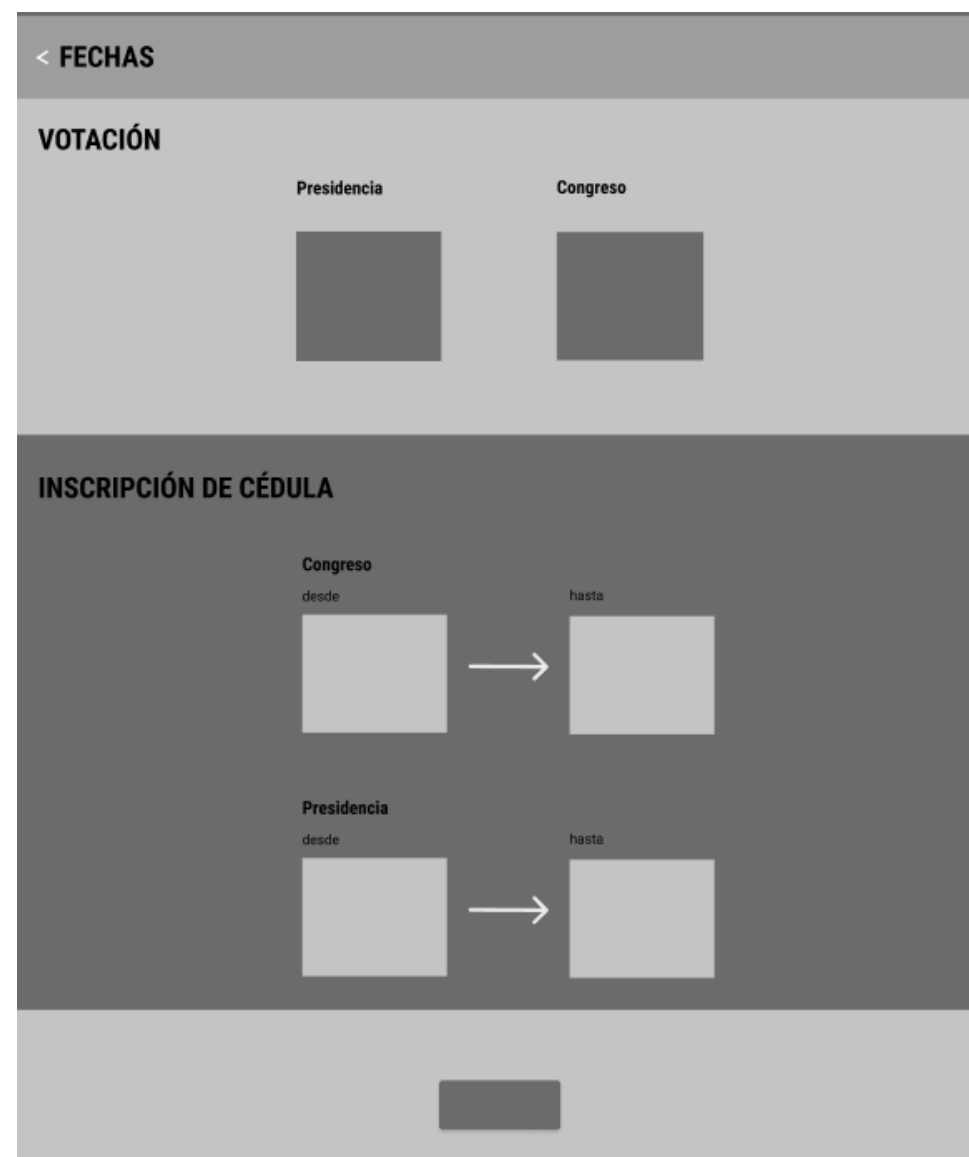 < FECHAS
VOTACIÓN
Presidencia Congreso
INSCRIPCIÓN DE CÉDULA
Congreso
desde hasta
Presidencia
desde hasta